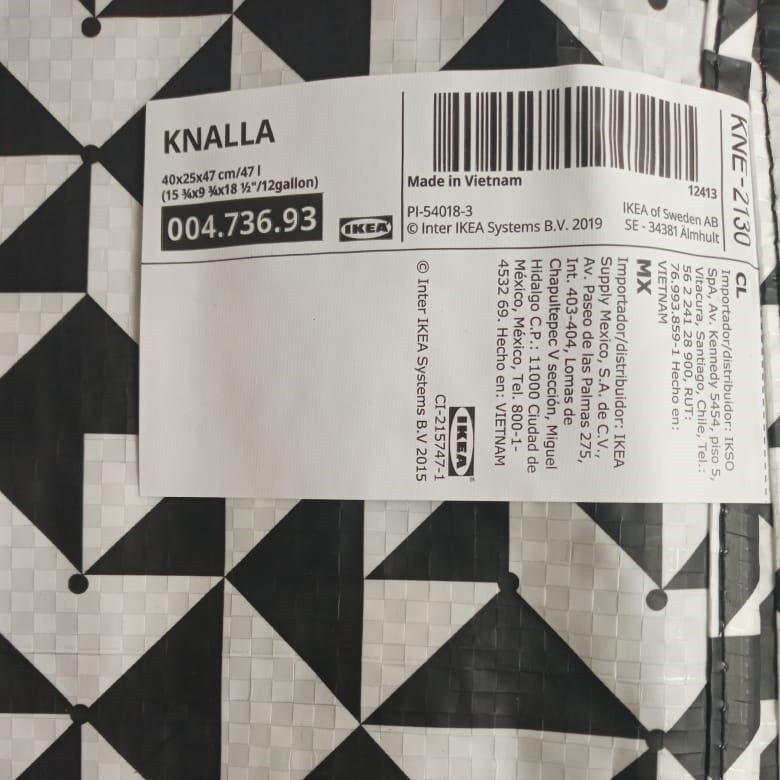 KNALLA
40x25x47 cm/47 l
(15 ¾x9 ¾x18 ½"/12gallon)
004.736.93
IKEA
Made in Vietnam
12413
PI-54018-3
© Inter IKEA Systems B.V. 2019
IKEA of Sweden AB
SE - 34381 Älmhult
KNE-2130
CL
Importador/distribuidor: IKSO
SpA, Av. Kennedy 5454, piso 5,
Vitacura, Santiago, Chile, Tel.:
56 2 241 28 900, RUT:
76.993.859-1 Hecho en:
VIETNAM
MX
Importador/distribuidor: IKEA
Supply Mexico, S.A. de C.V.,
Av. Paseo de las Palmas 275,
Int. 403-404, Lomas de
Chapultepec V sección, Miguel
Hidalgo C.P.: 11000 Ciudad de
México, México, Tel. 800-1-
4532 69. Hecho en: VIETNAM
IKEA®
CI-215747-1
© Inter IKEA Systems B.V 2015